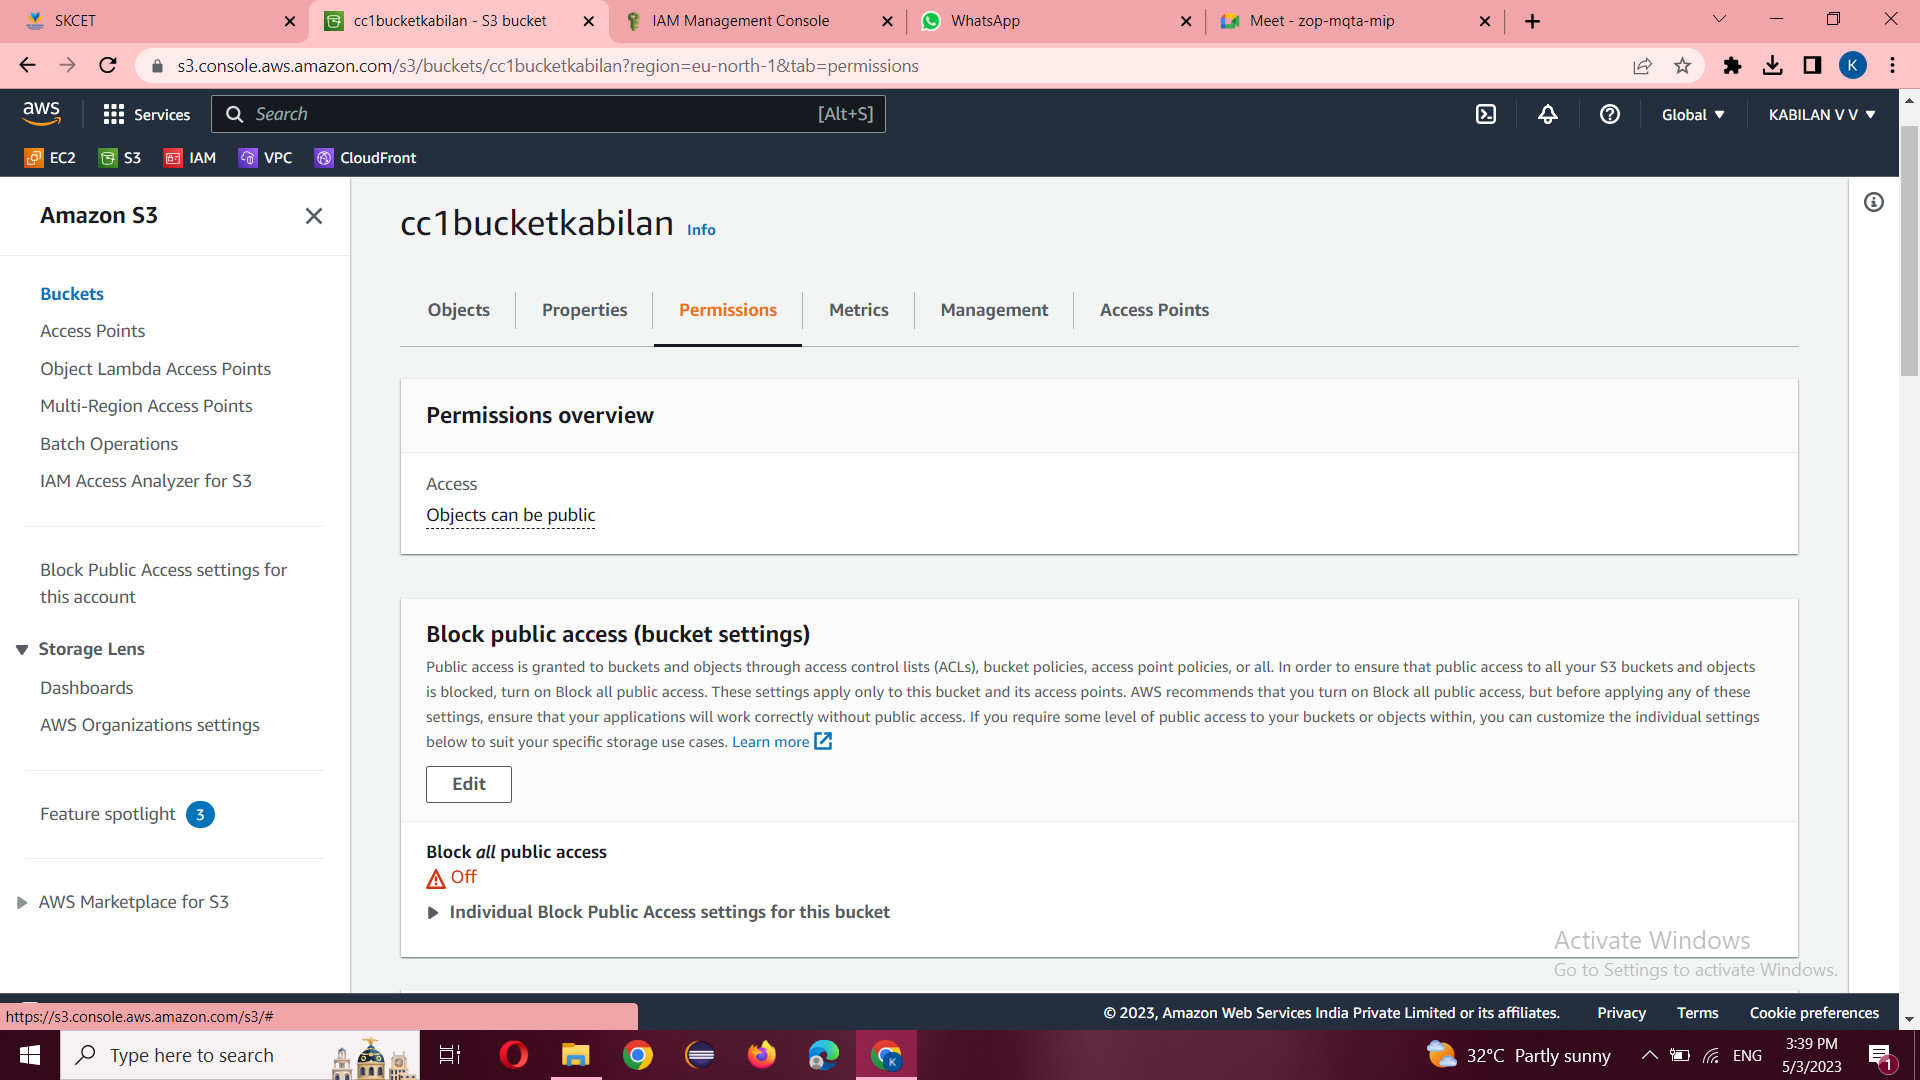 SKCET
cc1bucketkabilan - S3 bucket
IAM Management Console
WhatsApp
Meet - zop-mqta-mip
s3.console.aws.amazon.com/s3/buckets/cc1bucketkabilan?region=eu-north-1&tab=permissions
K
aws
Services
Search
[Alt+S]
Global
KABILAN V V
EC2
S3
IAM
VPC
CloudFront
Amazon S3
Buckets
Access Points
Object Lambda Access Points
Multi-Region Access Points
Batch Operations
IAM Access Analyzer for S3
Block Public Access settings for
this account
Storage Lens
Dashboards
AWS Organizations settings
Feature spotlight 3
AWS Marketplace for S3
cc1bucketkabilan Info
Objects
Properties
Permissions
Metrics
Management
Access Points
Permissions overview
Access
Objects can be public
Block public access (bucket settings)
Public access is granted to buckets and objects through access control lists (ACLs), bucket policies, access point policies, or all. In order to ensure that public access to all your S3 buckets and objects
is blocked, turn on Block all public access. These settings apply only to this bucket and its access points. AWS recommends that you turn on Block all public access, but before applying any of these
settings, ensure that your applications will work correctly without public access. If you require some level of public access to your buckets or objects within, you can customize the individual settings
below to suit your specific storage use cases. Learn more
Edit
Block all public access
Off
Individual Block Public Access settings for this bucket
Activate Windows
Go to Settings to activate Windows.
https://s3.console.aws.amazon.com/s3/#
© 2023, Amazon Web Services India Private Limited or its affiliates.
Privacy
Terms
Cookie preferences
Type here to search
K
32°C Partly sunny
ENG
3:39 PM
5/3/2023
1